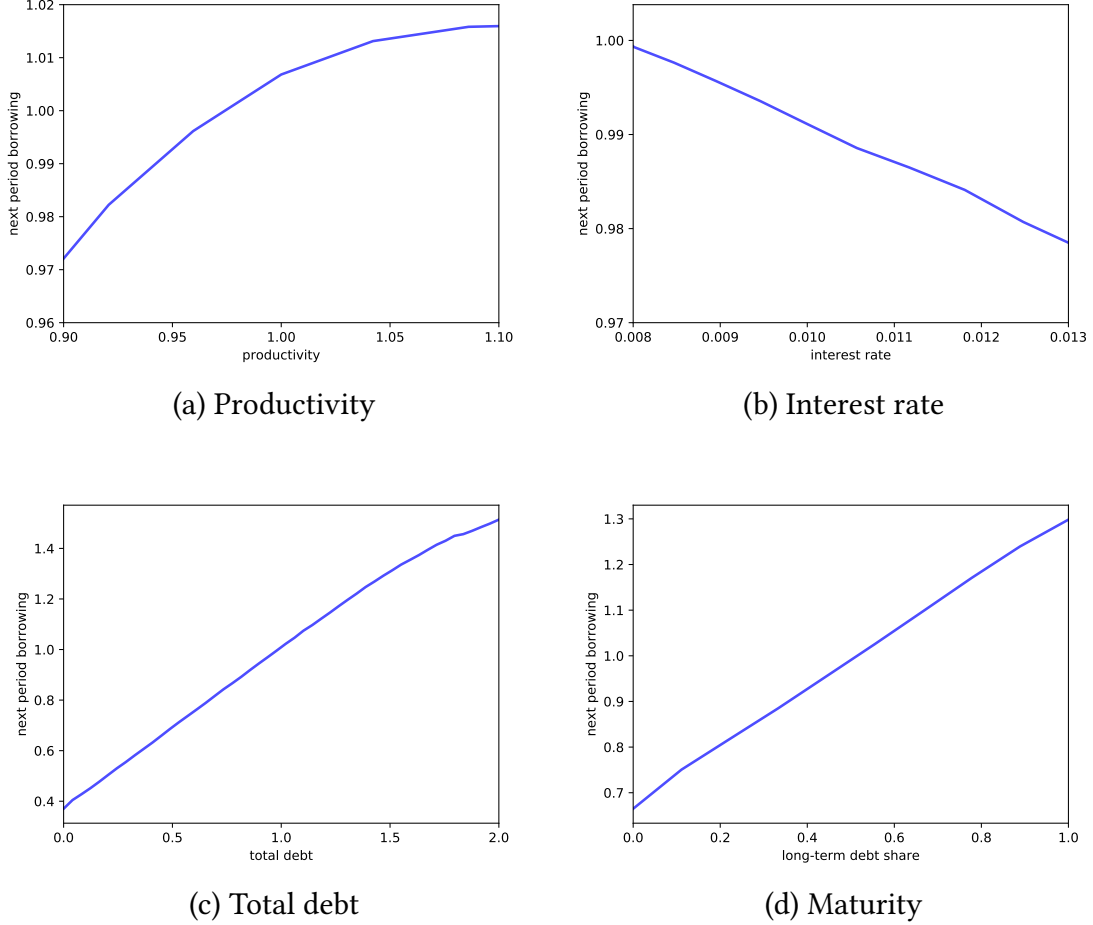 1.02
1.01
1.00
0.99
0.98
0.97
0.96
next period borrowing
0.90 0.95 1.00 1.05 1.10
productivity
(a) Productivity
1.00
0.99
0.98
0.97
next period borrowing
0.008 0.009 0.010 0.011 0.012 0.013
interest rate
(b) Interest rate
1.4
1.2
1.0
0.8
0.6
0.4
next period borrowing
0.0 0.5 1.0 1.5 2.0
total debt
(c) Total debt
1.3
1.2
1.1
1.0
0.9
0.8
0.7
next period borrowing
0.0 0.2 0.4 0.6 0.8 1.0
long-term debt share
(d) Maturity